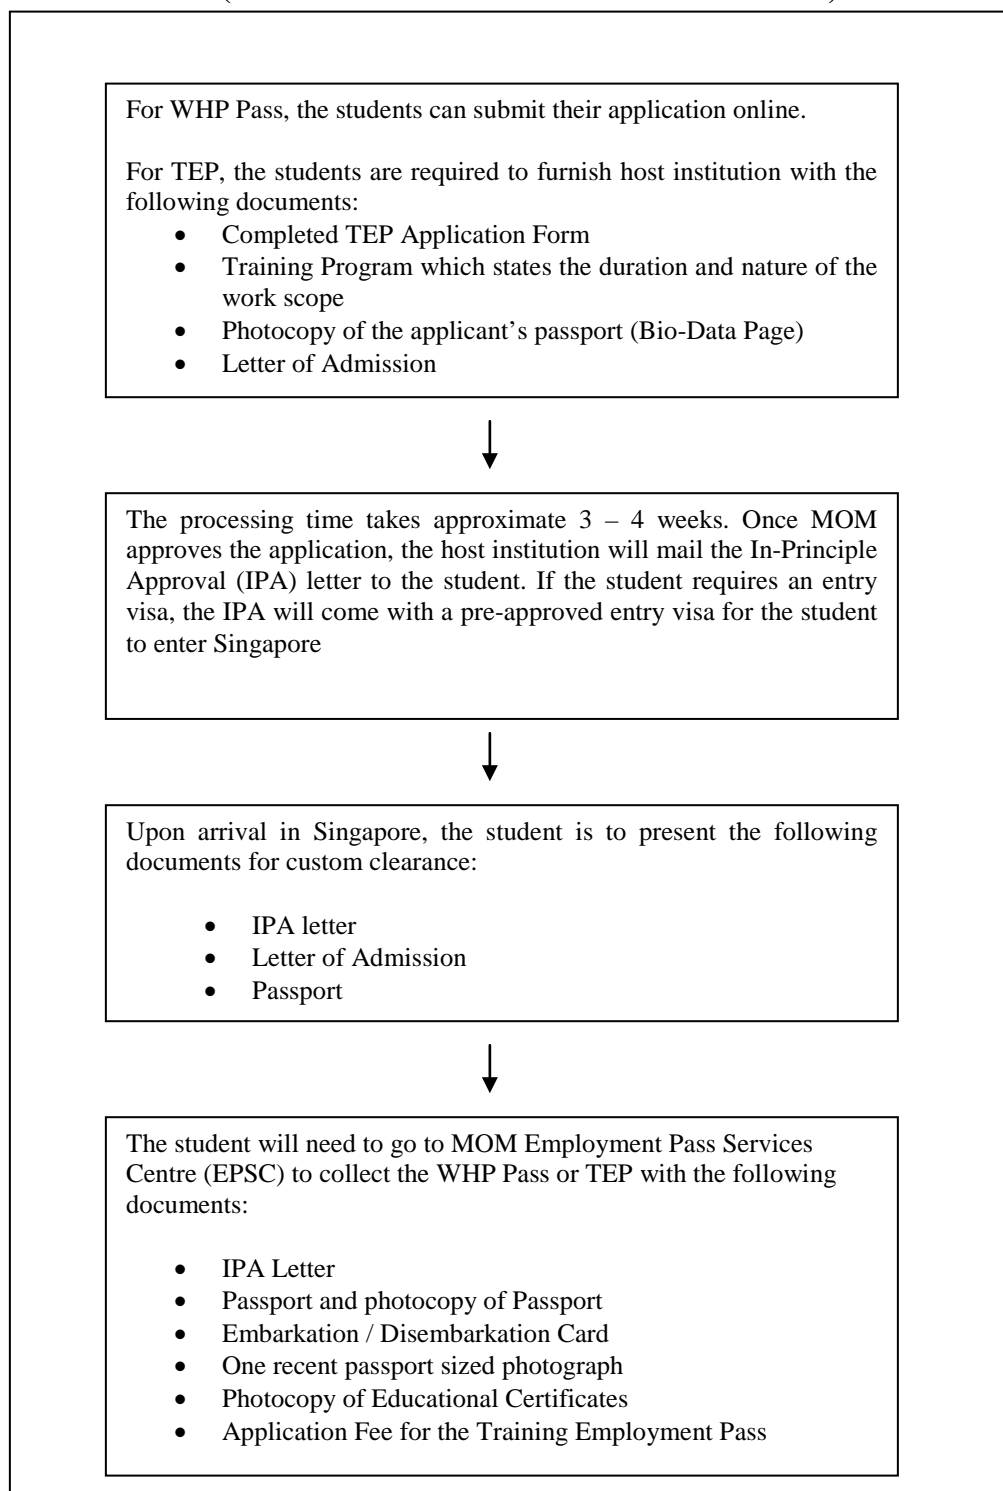 For WHP Pass, the students can submit their application online.
For TEP, the students are required to furnish host institution with the
following documents:
• Completed TEP Application Form
• Training Program which states the duration and nature of the
work scope
• Photocopy of the applicant’s passport (Bio-Data Page)
• Letter of Admission
The processing time takes approximate 3 – 4 weeks. Once MOM
approves the application, the host institution will mail the In-Principle
Approval (IPA) letter to the student. If the student requires an entry
visa, the IPA will come with a pre-approved entry visa for the student
to enter Singapore
Upon arrival in Singapore, the student is to present the following
documents for custom clearance:
• IPA letter
• Letter of Admission
• Passport
The student will need to go to MOM Employment Pass Services
Centre (EPSC) to collect the WHP Pass or TEP with the following
documents:
• IPA Letter
• Passport and photocopy of Passport
• Embarkation / Disembarkation Card
• One recent passport sized photograph
• Photocopy of Educational Certificates
• Application Fee for the Training Employment Pass